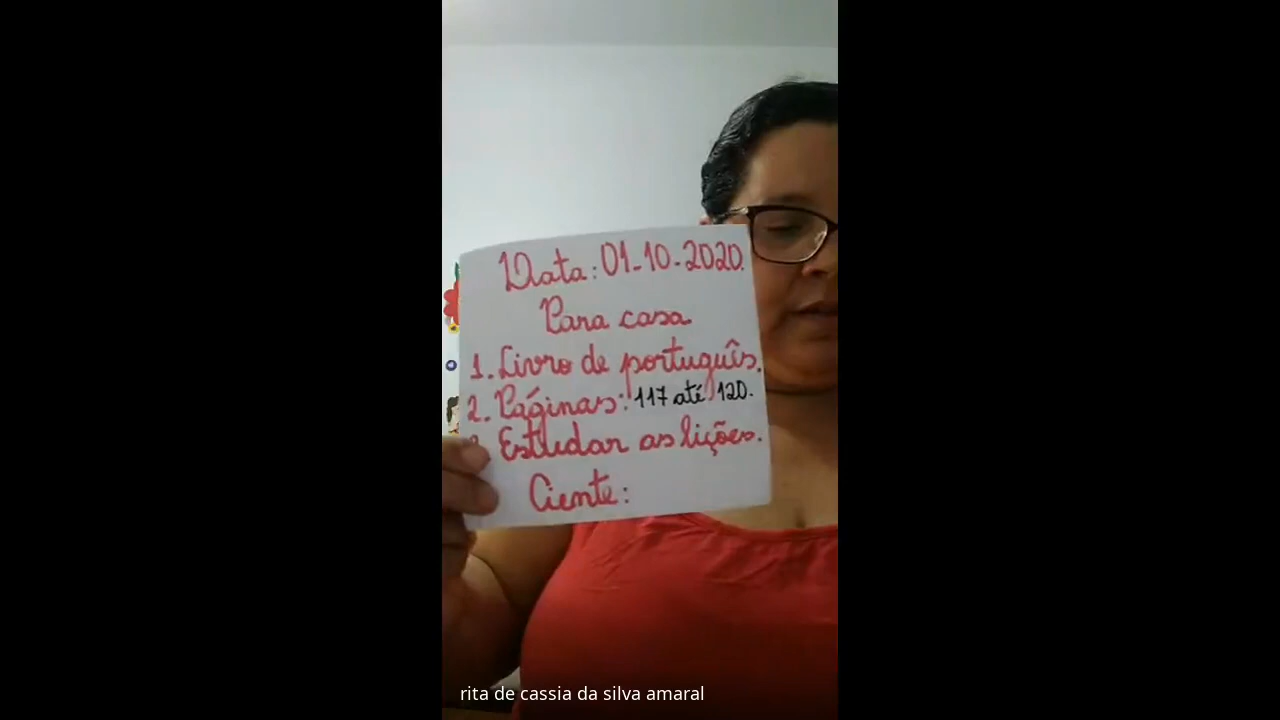 Data: 01-10-2020.
Para casa
1. Livro de português.
2. Páginas: 117 até 120.
Estudar as lições.
Ciente:
rita de cassia da silva amaral